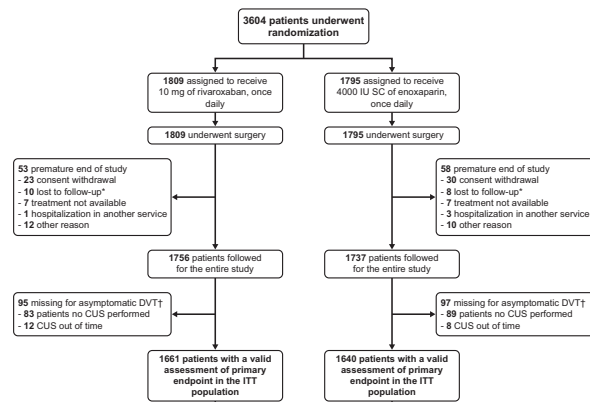 3604 patients underwent
randomization
1809 assigned to receive
10 mg of rivaroxaban, once
daily
1795 assigned to receive
4000 IU SC of enoxaparin,
once daily
1809 underwent surgery
1795 underwent surgery
53 premature end of study
- 23 consent withdrawal
- 10 lost to follow-up*
- 7 treatment not available
- 1 hospitalization in another service
- 12 other reason
58 premature end of study
- 30 consent withdrawal
- 8 lost to follow-up*
- 7 treatment not available
- 3 hospitalization in another service
- 10 other reason
1756 patients followed
for the entire study
1737 patients followed
for the entire study
95 missing for asymptomatic DVT†
- 83 patients no CUS performed
- 12 CUS out of time
97 missing for asymptomatic DVT†
- 89 patients no CUS performed
- 8 CUS out of time
1661 patients with a valid
assessment of primary
endpoint in the ITT
population
1640 patients with a valid
assessment of primary
endpoint in the ITT
population